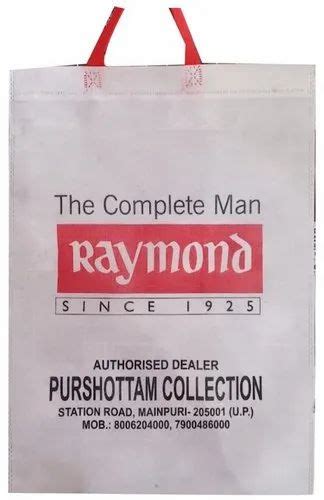 The Complete Man
Raymond
SINCE 1925
AUTHORISED DEALER
PURSHOTTAM COLLECTION
STATION ROAD, MAINPURI- 205001 (U.P.)
MOB.: 8006204000, 7900486000